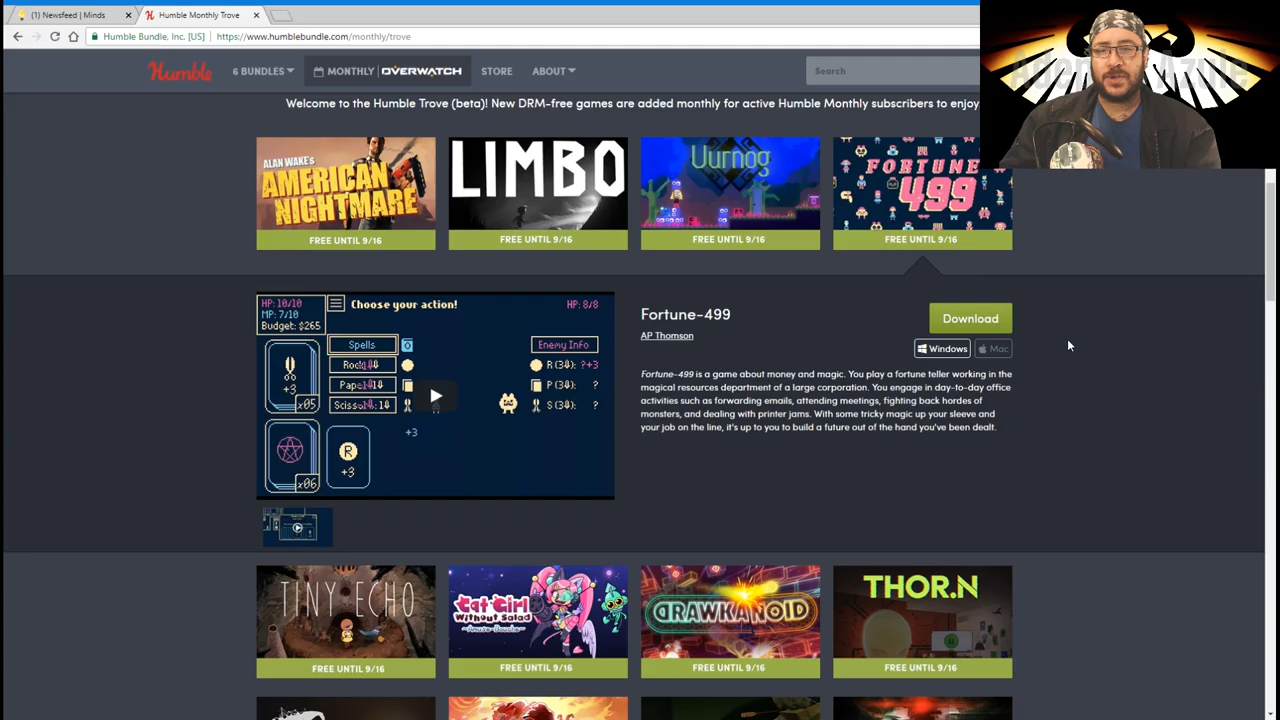 (1) Newsfeed | Minds
Humble Monthly Trove
Humble Bundle, Inc. [US]
https://www.humblebundle.com/monthly/trove
Humble
6 BUNDLES
MONTHLY
OVERWATCH
STORE
ABOUT
Search
Welcome to the Humble Trove (beta)! New DRM-free games are added monthly for active Humble Monthly subscribers to enjoy
ALAN WAKE'S
AMERICAN
NIGHTMARE
LIMBO
Uurnog
FORTUNE
499
FREE UNTIL 9/16
FREE UNTIL 9/16
FREE UNTIL 9/16
FREE UNTIL 9/16
HP: 10/10
MP: 7/10
Budget: $265
Choose your action!
HP: 8/8
Spells
Enemy Info
R (3): ?+3
P (3): ?
S (3): ?
+3
x05
+3
R
+3
x06
Fortune-499
AP Thomson
Download
Windows
Mac
Fortune-499 is a game about money and magic. You play a fortune teller working in the
magical resources department of a large corporation. You engage in day-to-day office
activities such as forwarding emails, attending meetings, fighting back hordes of
monsters, and dealing with printer jams. With some tricky magic up your sleeve and
your job on the line, it's up to you to build a future out of the hand you've been dealt.
TINY ECHO
Cat Girl
Without Salad
~Amuse-Bouche~
DRAWKANOID
THOR.N
FREE UNTIL 9/16
FREE UNTIL 9/16
FREE UNTIL 9/16
FREE UNTIL 9/16